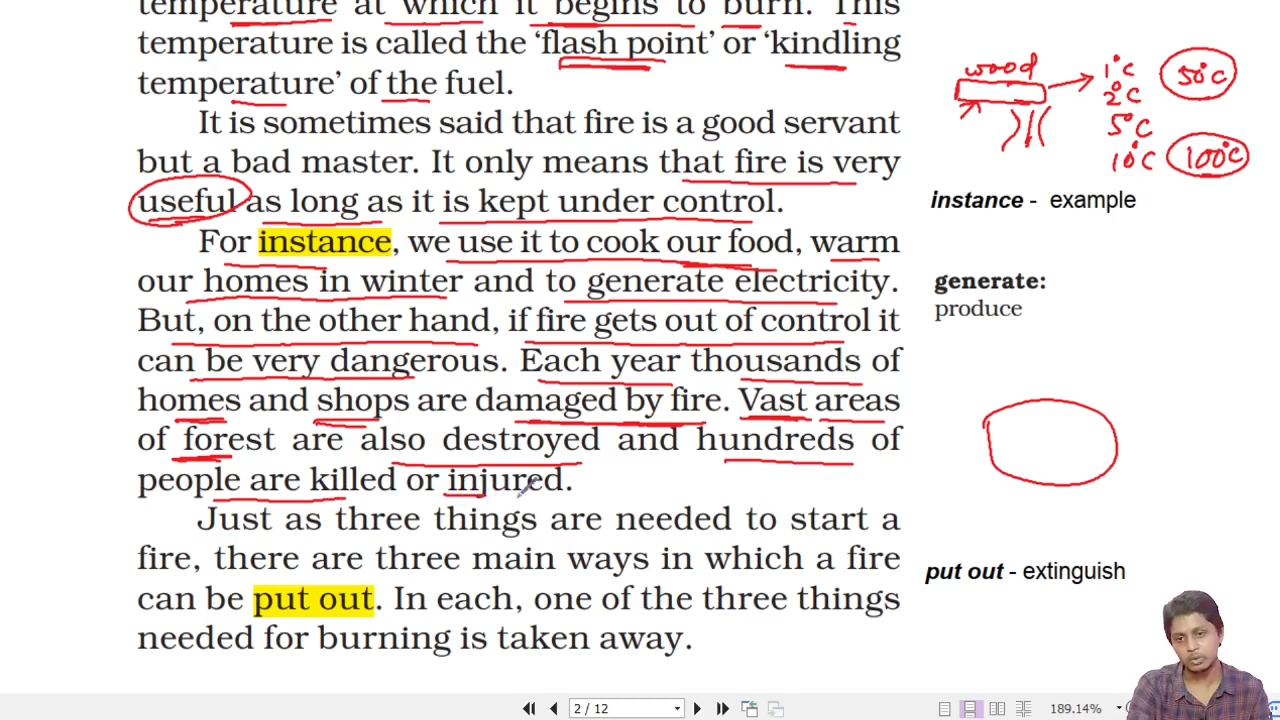 temperature at which it begins to burn. This
temperature is called the ‘flash point’ or ‘kindling
temperature’ of the fuel.
It is sometimes said that fire is a good servant
but a bad master. It only means that fire is very
useful as long as it is kept under control.
For instance, we use it to cook our food, warm
our homes in winter and to generate electricity.
But, on the other hand, if fire gets out of control it
can be very dangerous. Each year thousands of
homes and shops are damaged by fire. Vast areas
of forest are also destroyed and hundreds of
people are killed or injured.
Just as three things are needed to start a
fire, there are three main ways in which a fire
can be put out. In each, one of the three things
needed for burning is taken away.
wood
1°C
2°C
5°C
10°C
50°C
100°C
instance - example
generate:
produce
put out - extinguish
2 / 12
189.14%